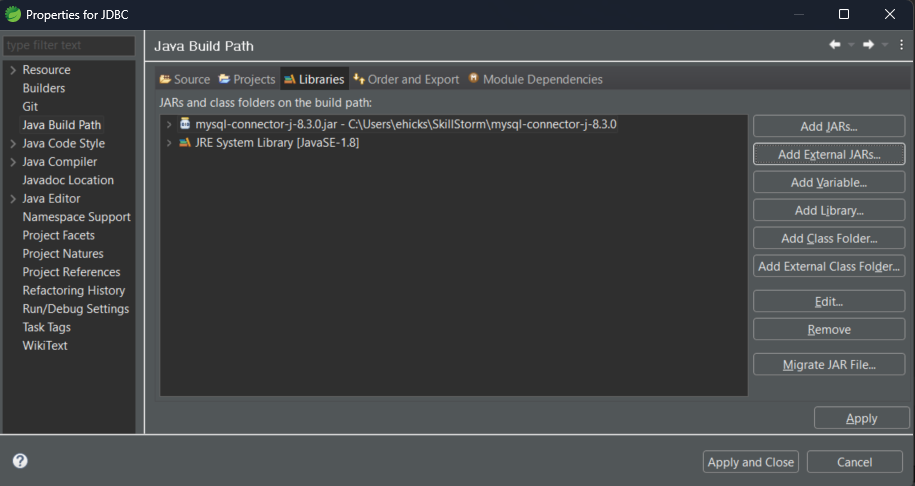 Properties for JDBC
type filter text
Resource
Builders
Git
Java Build Path
Java Code Style
Java Compiler
Javadoc Location
Java Editor
Namespace Support
Project Facets
Project Natures
Project References
Refactoring History
Run/Debug Settings
Task Tags
WikiText
Java Build Path
Source Projects Libraries Order and Export Module Dependencies
JARs and class folders on the build path:
mysql-connector-j-8.3.0.jar - C:\Users\ehicks\SkillStorm\mysql-connector-j-8.3.0
JRE System Library [JavaSE-1.8]
Add JARs...
Add External JARs...
Add Variable...
Add Library...
Add Class Folder...
Add External Class Folder...
Edit...
Remove
Migrate JAR File...
Apply
Apply and Close
Cancel